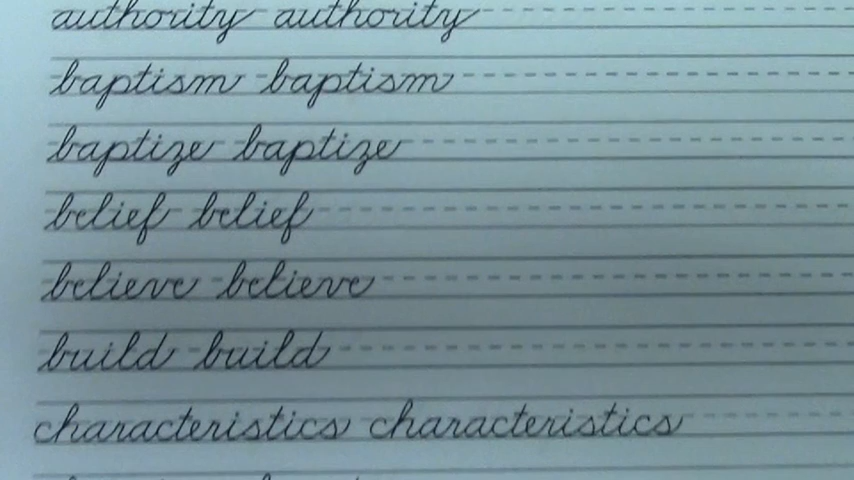 authority authority
baptism baptism
baptize baptize
belief belief
believe believe
build build
characteristics characteristics